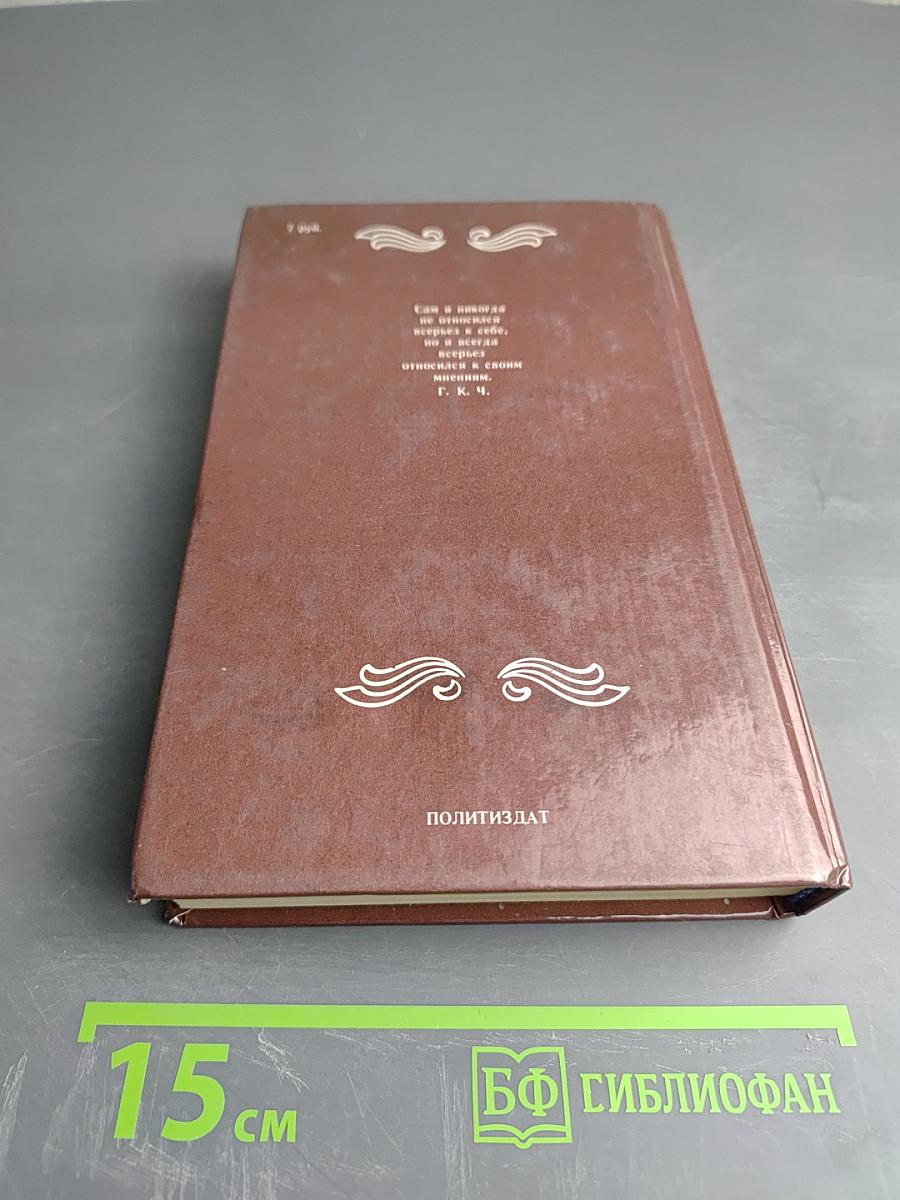 7 руб.
Сам я никогда
не относился
всерьез к себе,
но я всегда
всерьез
относился к своим
мнениям.
Г. К. Ч.
ПОЛИТИЗДАТ
15 см
БФ БИБЛИОФАН